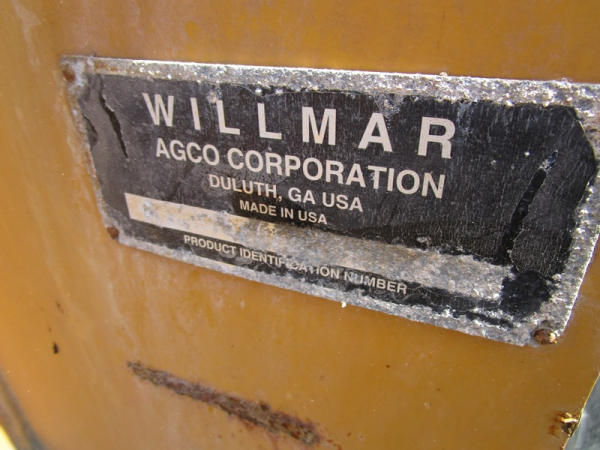 WILLMAR
AGCO CORPORATION
DULUTH, GA USA
MADE IN USA
PRODUCT IDENTIFICATION NUMBER